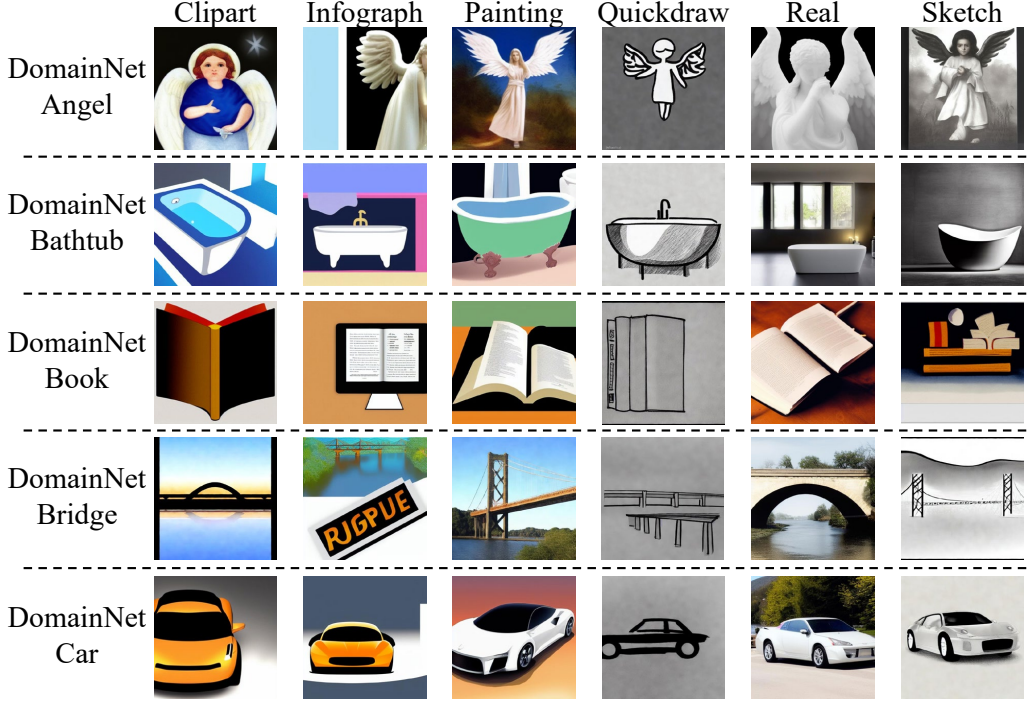 Clipart Infograph Painting Quickdraw Real Sketch
DomainNet
Angel
DomainNet
Bathtub
DomainNet
Book
DomainNet
Bridge
RJGPUE
DomainNet
Car